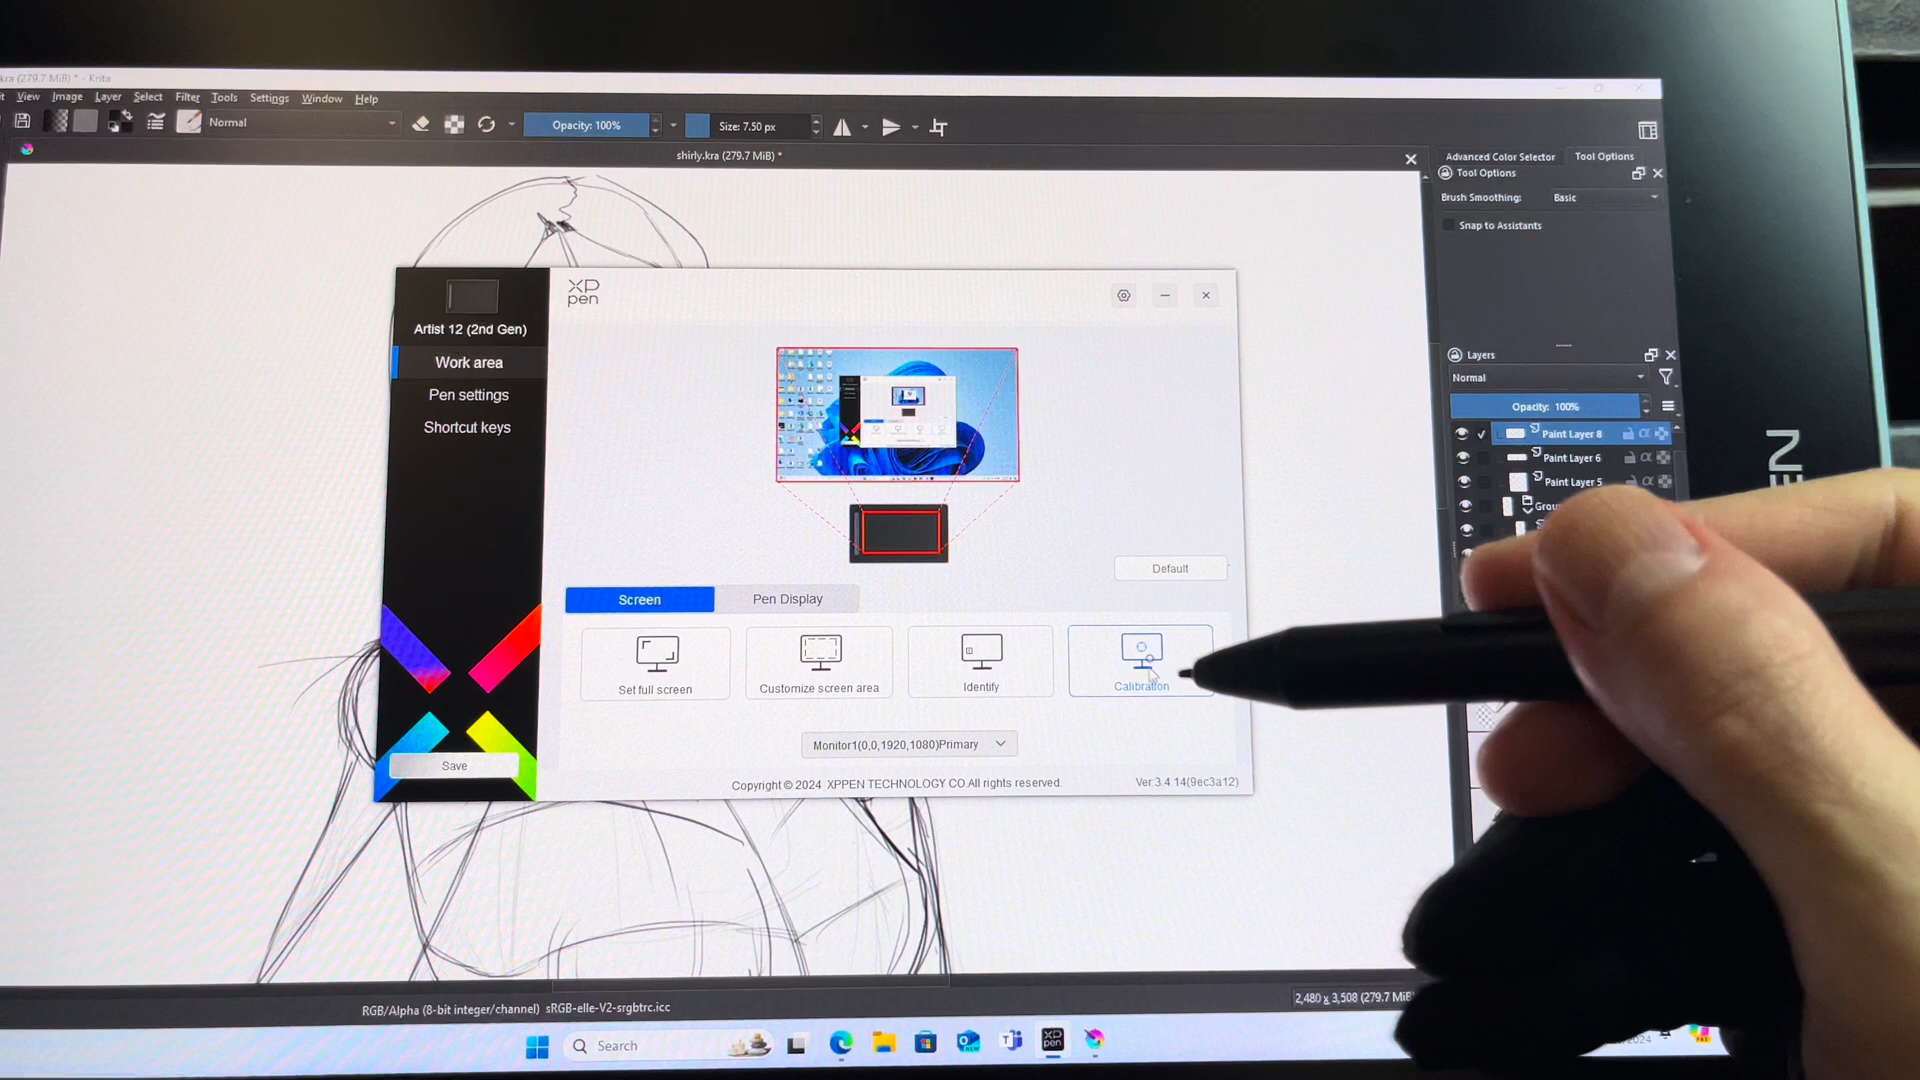 kra (279.7 MiB) * - Krita
View Image Layer Select Filter Tools Settings Window Help
Normal
Opacity: 100%
Size: 7.50 px
shirly.kra (279.7 MiB) *
Advanced Color Selector
Tool Options
Tool Options
Brush Smoothing: Basic
Snap to Assistants
XP
pen
Artist 12 (2nd Gen)
Work area
Pen settings
Shortcut keys
Default
Screen
Pen Display
Set full screen
Customize screen area
Identify
Calibration
Monitor1(0,0,1920,1080)Primary
Save
Copyright © 2024 XPPEN TECHNOLOGY CO.All rights reserved.
Ver:3.4.14(9ec3a12)
Layers
Normal
Opacity: 100%
Paint Layer 8
Paint Layer 6
Paint Layer 5
RGB/Alpha (8-bit integer/channel) sRGB-elle-V2-srgbtrc.icc
2,480 x 3,508 (279.7 MiB)
Search
XP
pen